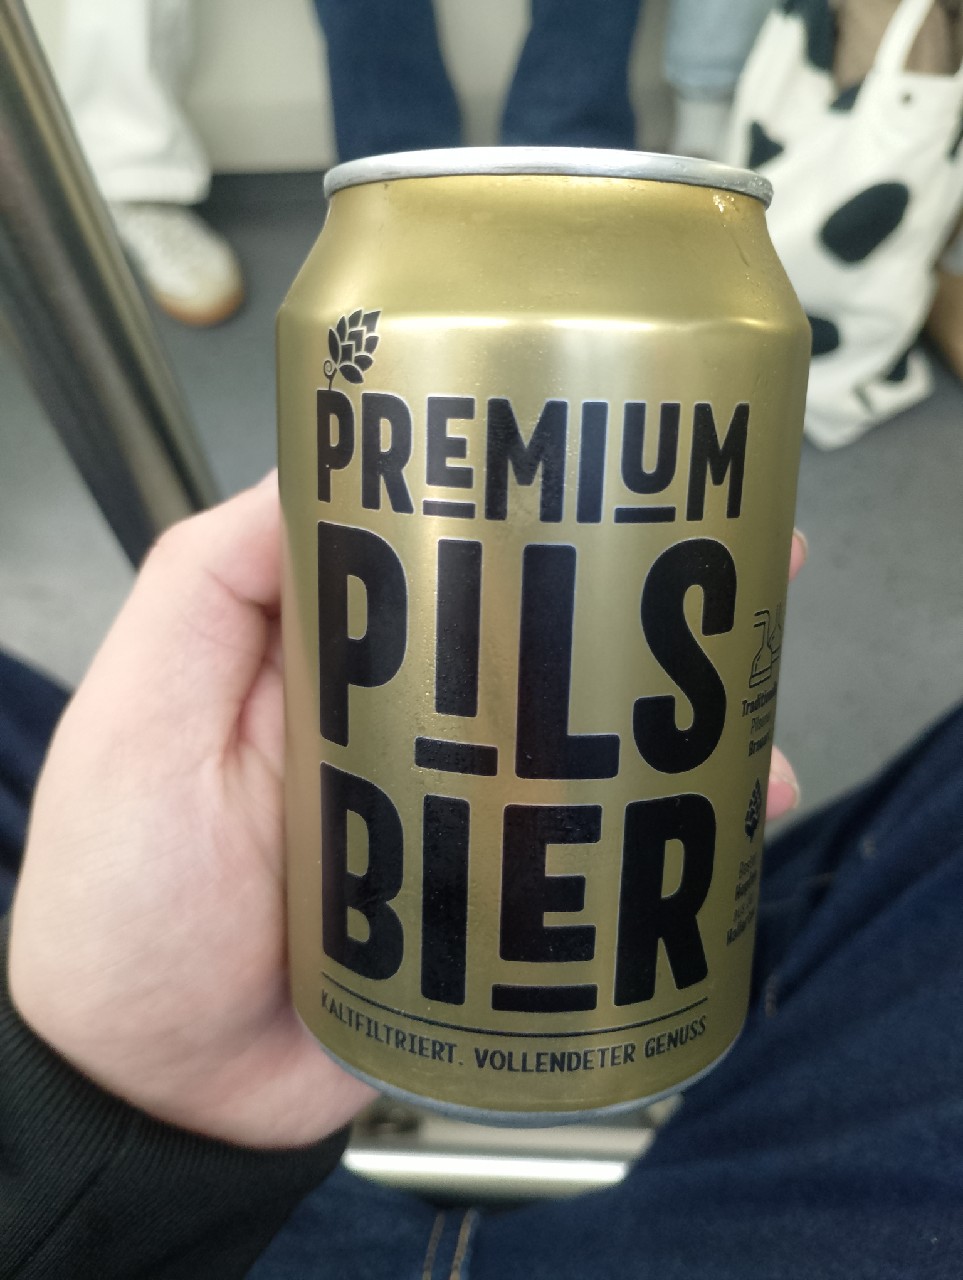 PREMIUM
PILS
BIER
KALTFILTRIERT. VOLLENDETER GENUSS